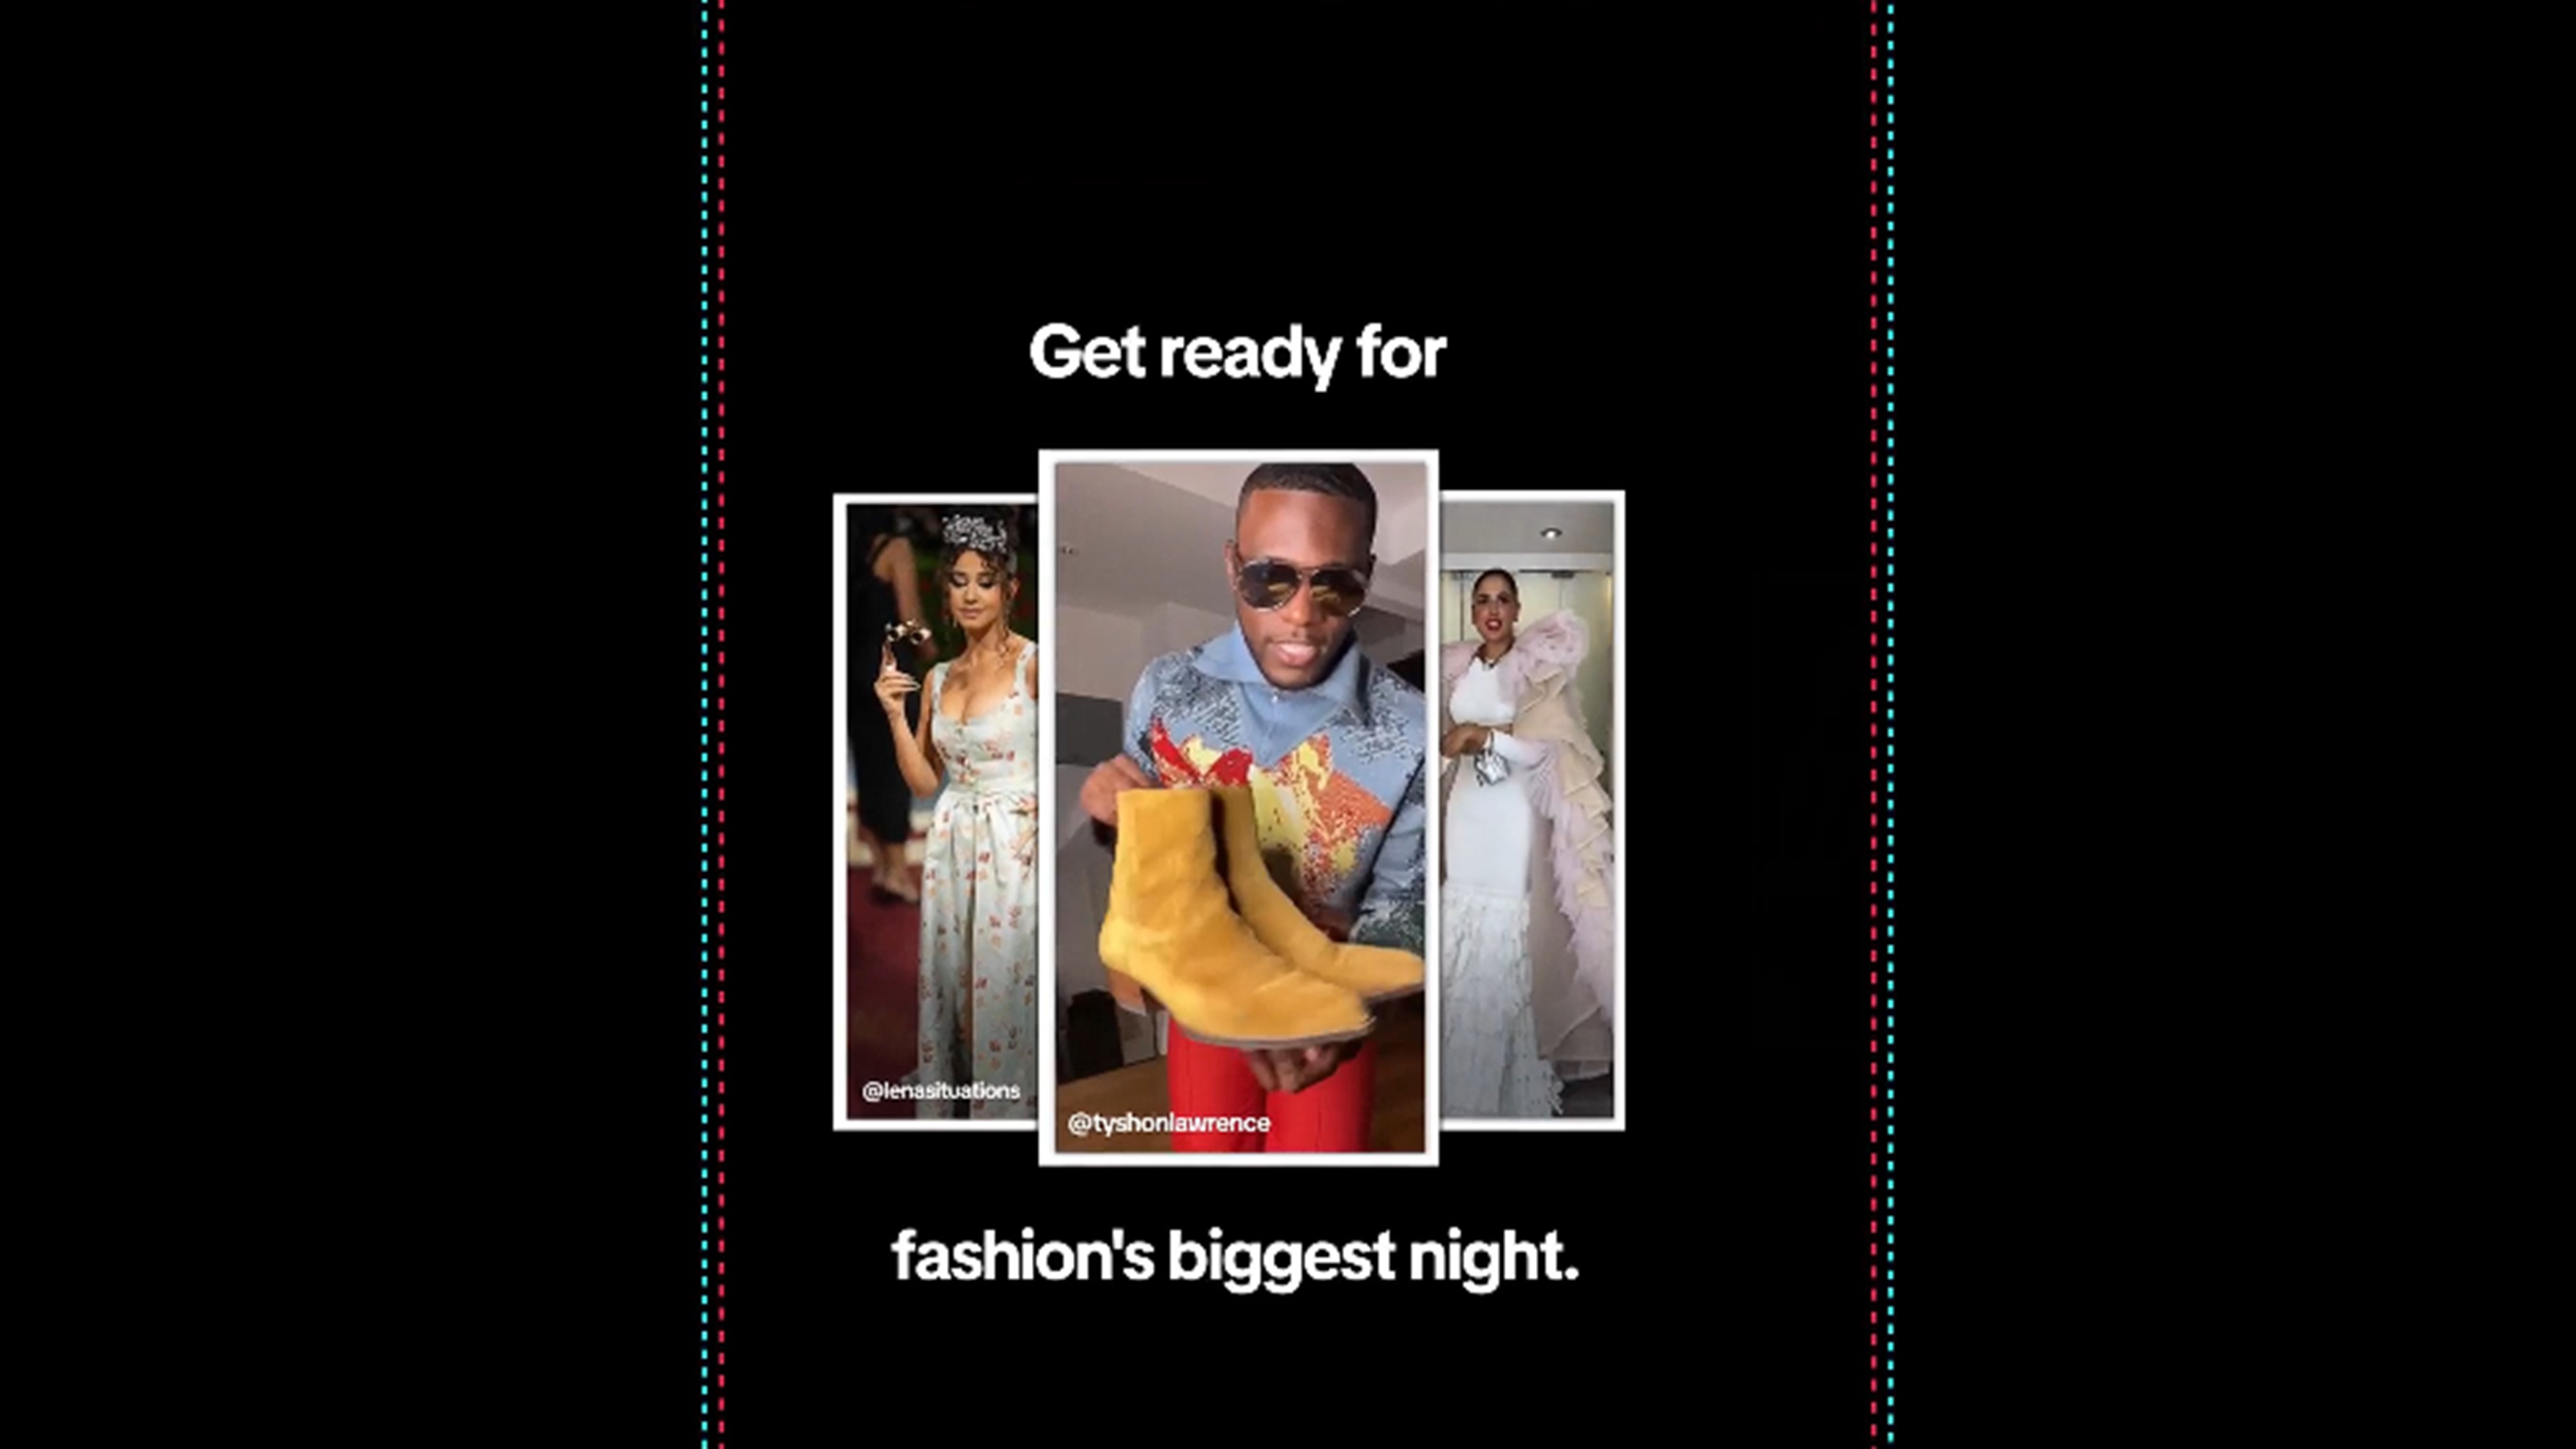 Get ready for
@lenasituations
@tyshonlawrence
fashion's biggest night.